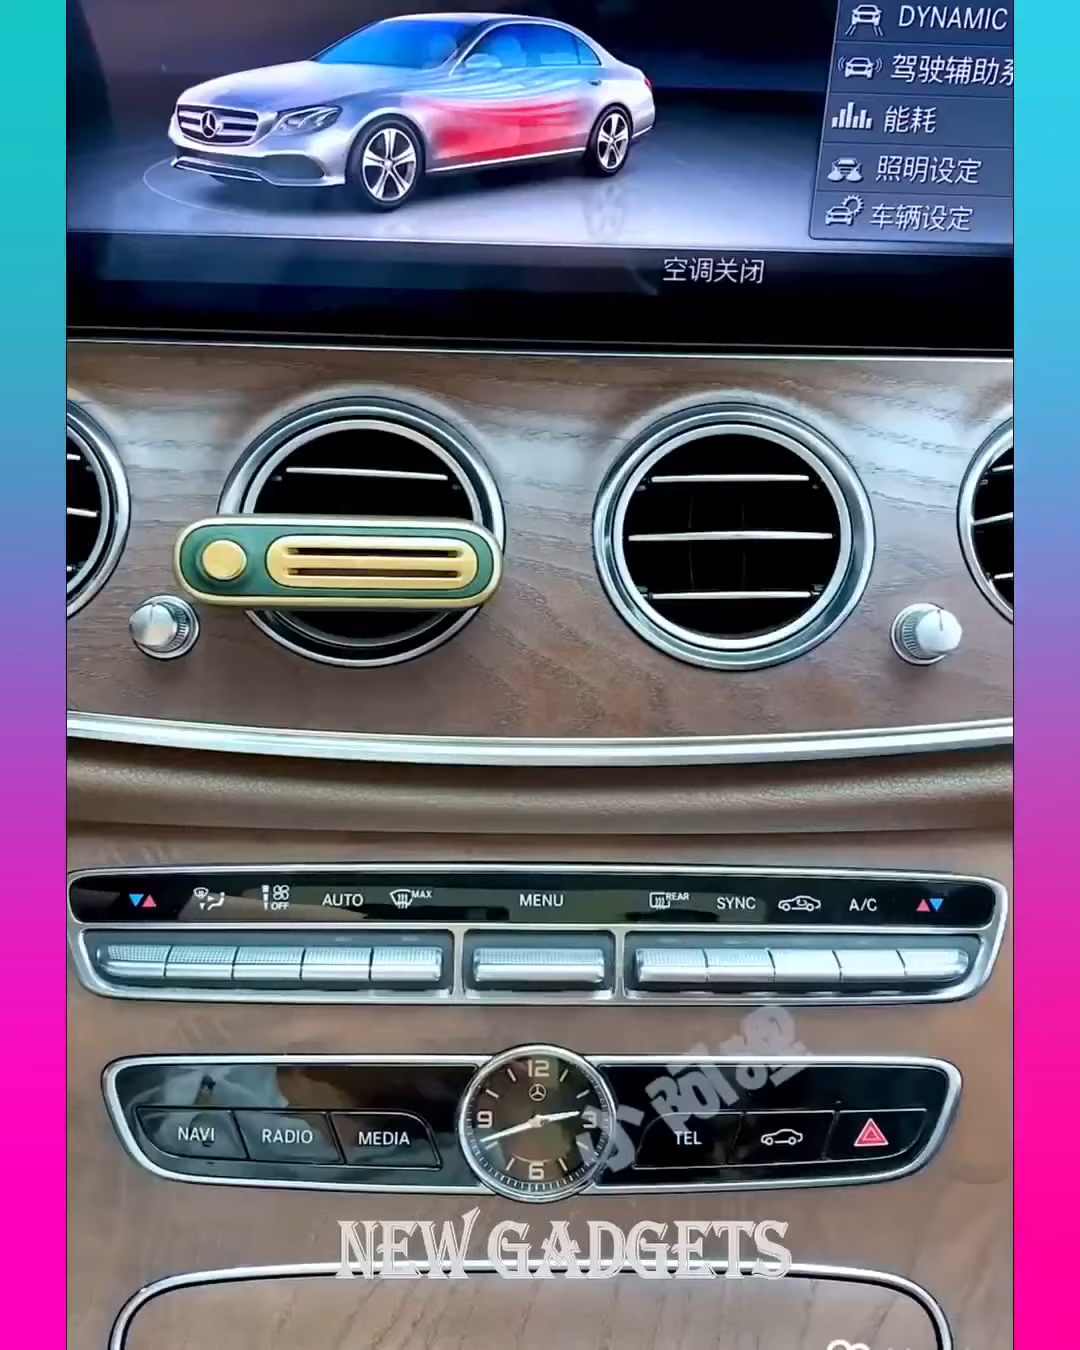 DYNAMIC
驾驶辅助系
能耗
照明设定
车辆设定
空调关闭
OFF
AUTO
MAX
MENU
REAR
SYNC
A/C
12
9
3
6
NAVI
RADIO
MEDIA
TEL
NEW GADGETS